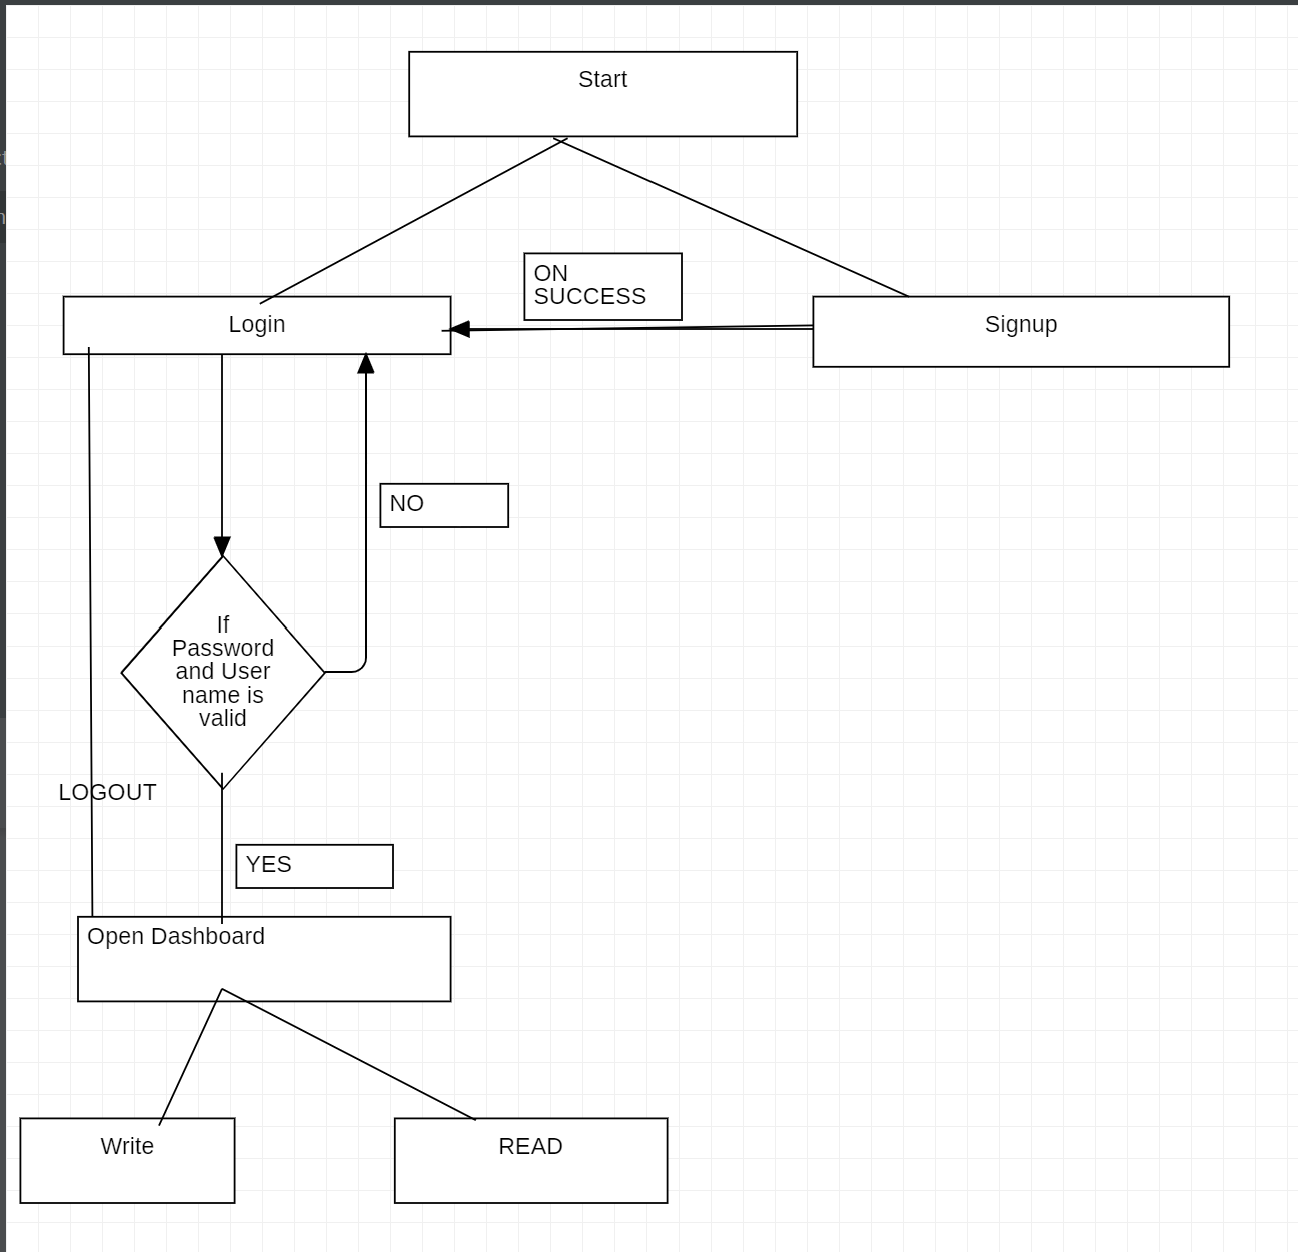 Start
ON
SUCCESS
Login
Signup
NO
If
Password
and User
name is
valid
LOGOUT
YES
Open Dashboard
Write
READ